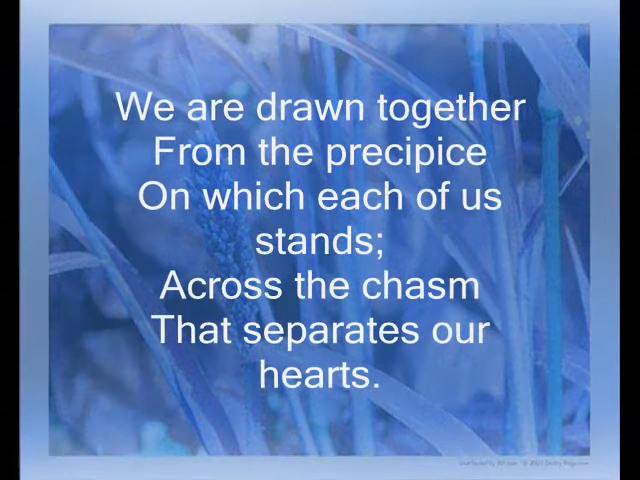 We are drawn together
From the precipice
On which each of us
stands;
Across the chasm
That separates our
hearts.